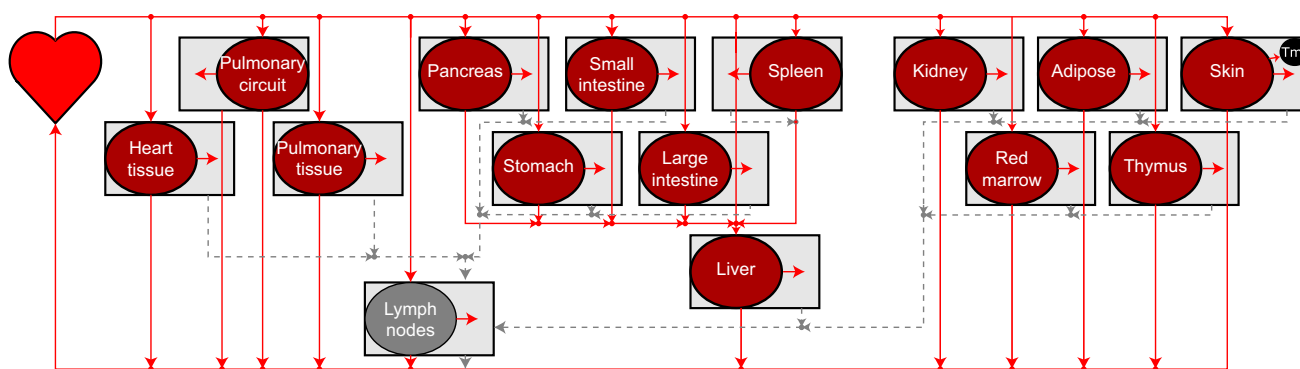 Pulmonary
circuit
Pancreas
Small
intestine
Spleen
Kidney
Adipose
Skin
Tm
Heart
tissue
Pulmonary
tissue
Stomach
Large
intestine
Red
marrow
Thymus
Liver
Lymph
nodes